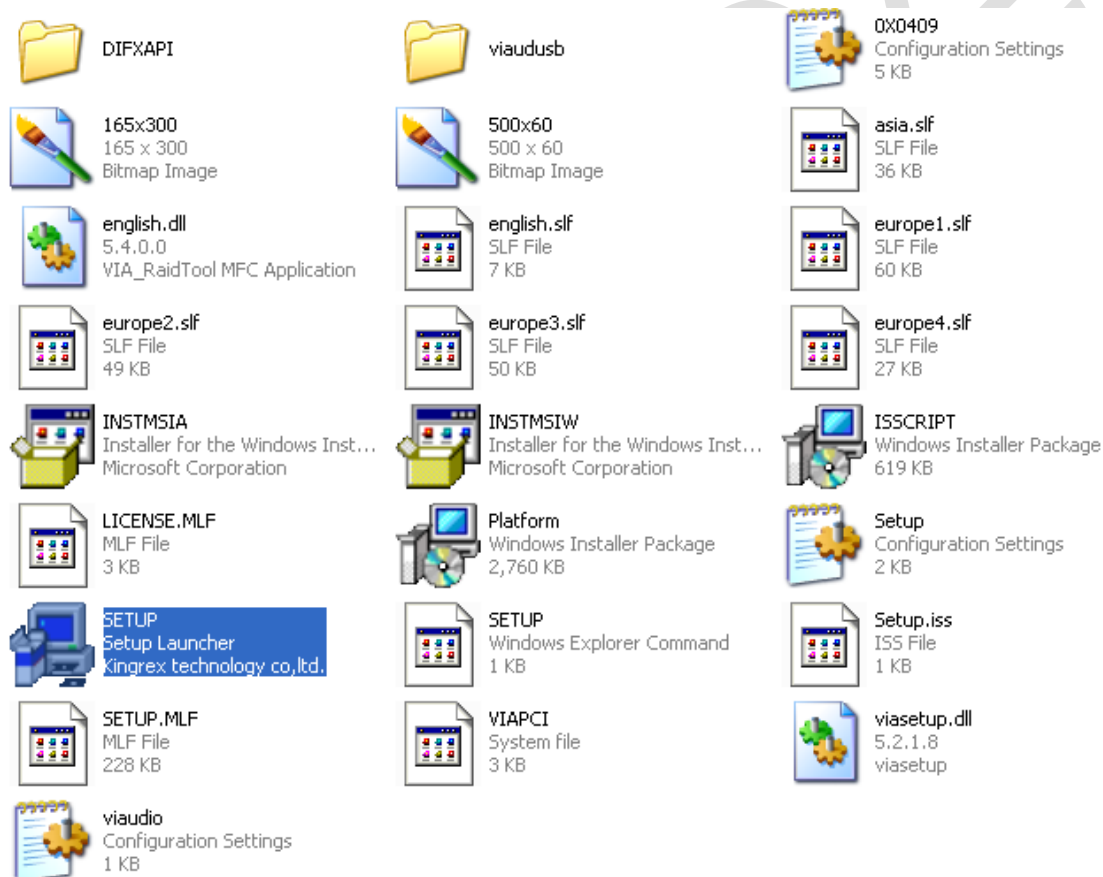 DIFXAPI
viaudusb
0X0409
Configuration Settings
5 KB
165x300
165 x 300
Bitmap Image
500x60
500 x 60
Bitmap Image
asia.slf
SLF File
36 KB
english.dll
5.4.0.0
VIA_RaidTool MFC Application
english.slf
SLF File
7 KB
europe1.slf
SLF File
60 KB
europe2.slf
SLF File
49 KB
europe3.slf
SLF File
50 KB
europe4.slf
SLF File
27 KB
INSTMSIA
Installer for the Windows Inst...
Microsoft Corporation
INSTMSIW
Installer for the Windows Inst...
Microsoft Corporation
ISSCRIPT
Windows Installer Package
619 KB
LICENSE.MLF
MLF File
3 KB
Platform
Windows Installer Package
2,760 KB
Setup
Configuration Settings
2 KB
SETUP
Setup Launcher
Kingrex technology co,ltd.
SETUP
Windows Explorer Command
1 KB
Setup.iss
ISS File
1 KB
SETUP.MLF
MLF File
228 KB
VIAPCI
System file
3 KB
viasetup.dll
5.2.1.8
viasetup
viaudio
Configuration Settings
1 KB